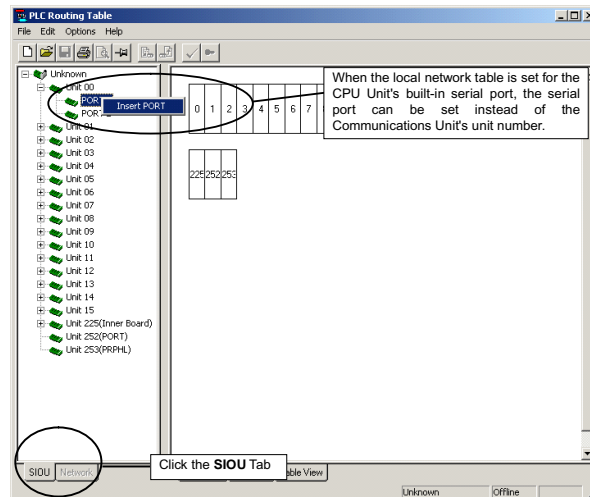 PLC Routing Table
File Edit Options Help
Unknown
Unit 00
POR
Insert PORT
POR
Unit 01
Unit 02
Unit 03
Unit 04
Unit 05
Unit 06
Unit 07
Unit 08
Unit 09
Unit 10
Unit 11
Unit 12
Unit 13
Unit 14
Unit 15
Unit 225(Inner Board)
Unit 252(PORT)
Unit 253(PRPHL)
When the local network table is set for the
CPU Unit's built-in serial port, the serial
port can be set instead of the
Communications Unit's unit number.
0 1 2 3 4 5 6 7
225 252 253
SIOU Network
Click the SIOU Tab
able View
Unknown Offline